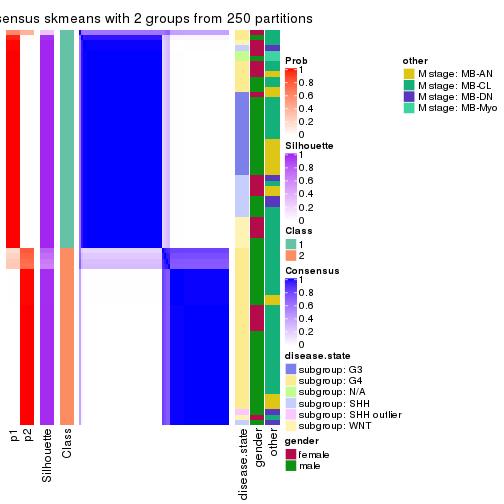 sensus skmeans with 2 groups from 250 partitions
Prob
1
0.8
0.6
0.4
0.2
0
Silhouette
1
0.8
0.6
0.4
0.2
0
Class
1
2
Consensus
1
0.8
0.6
0.4
0.2
0
disease.state
subgroup: G3
subgroup: G4
subgroup: N/A
subgroup: SHH
subgroup: SHH outlier
subgroup: WNT
gender
female
male
other
M stage: MB-AN
M stage: MB-CL
M stage: MB-DN
M stage: MB-Myo
p1
p2
Silhouette
Class
disease.state
gender
other